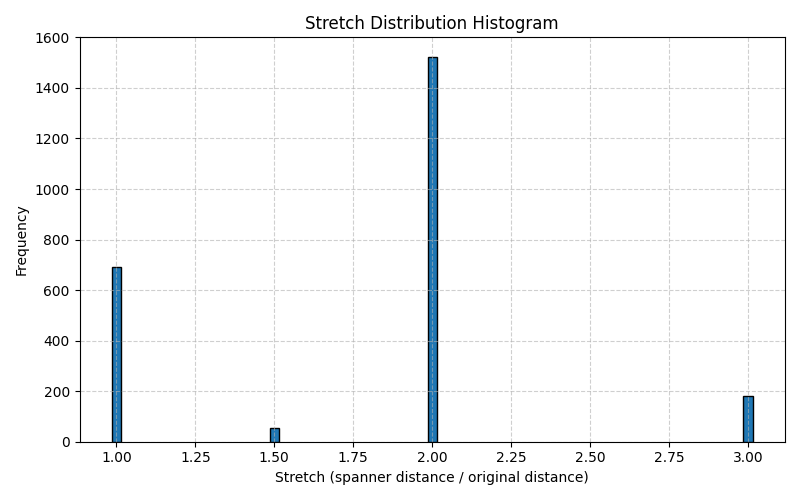 Stretch Distribution Histogram
1600
1400
1200
1000
800
600
400
200
0
Frequency
1.00 1.25 1.50 1.75 2.00 2.25 2.50 2.75 3.00
Stretch (spanner distance / original distance)